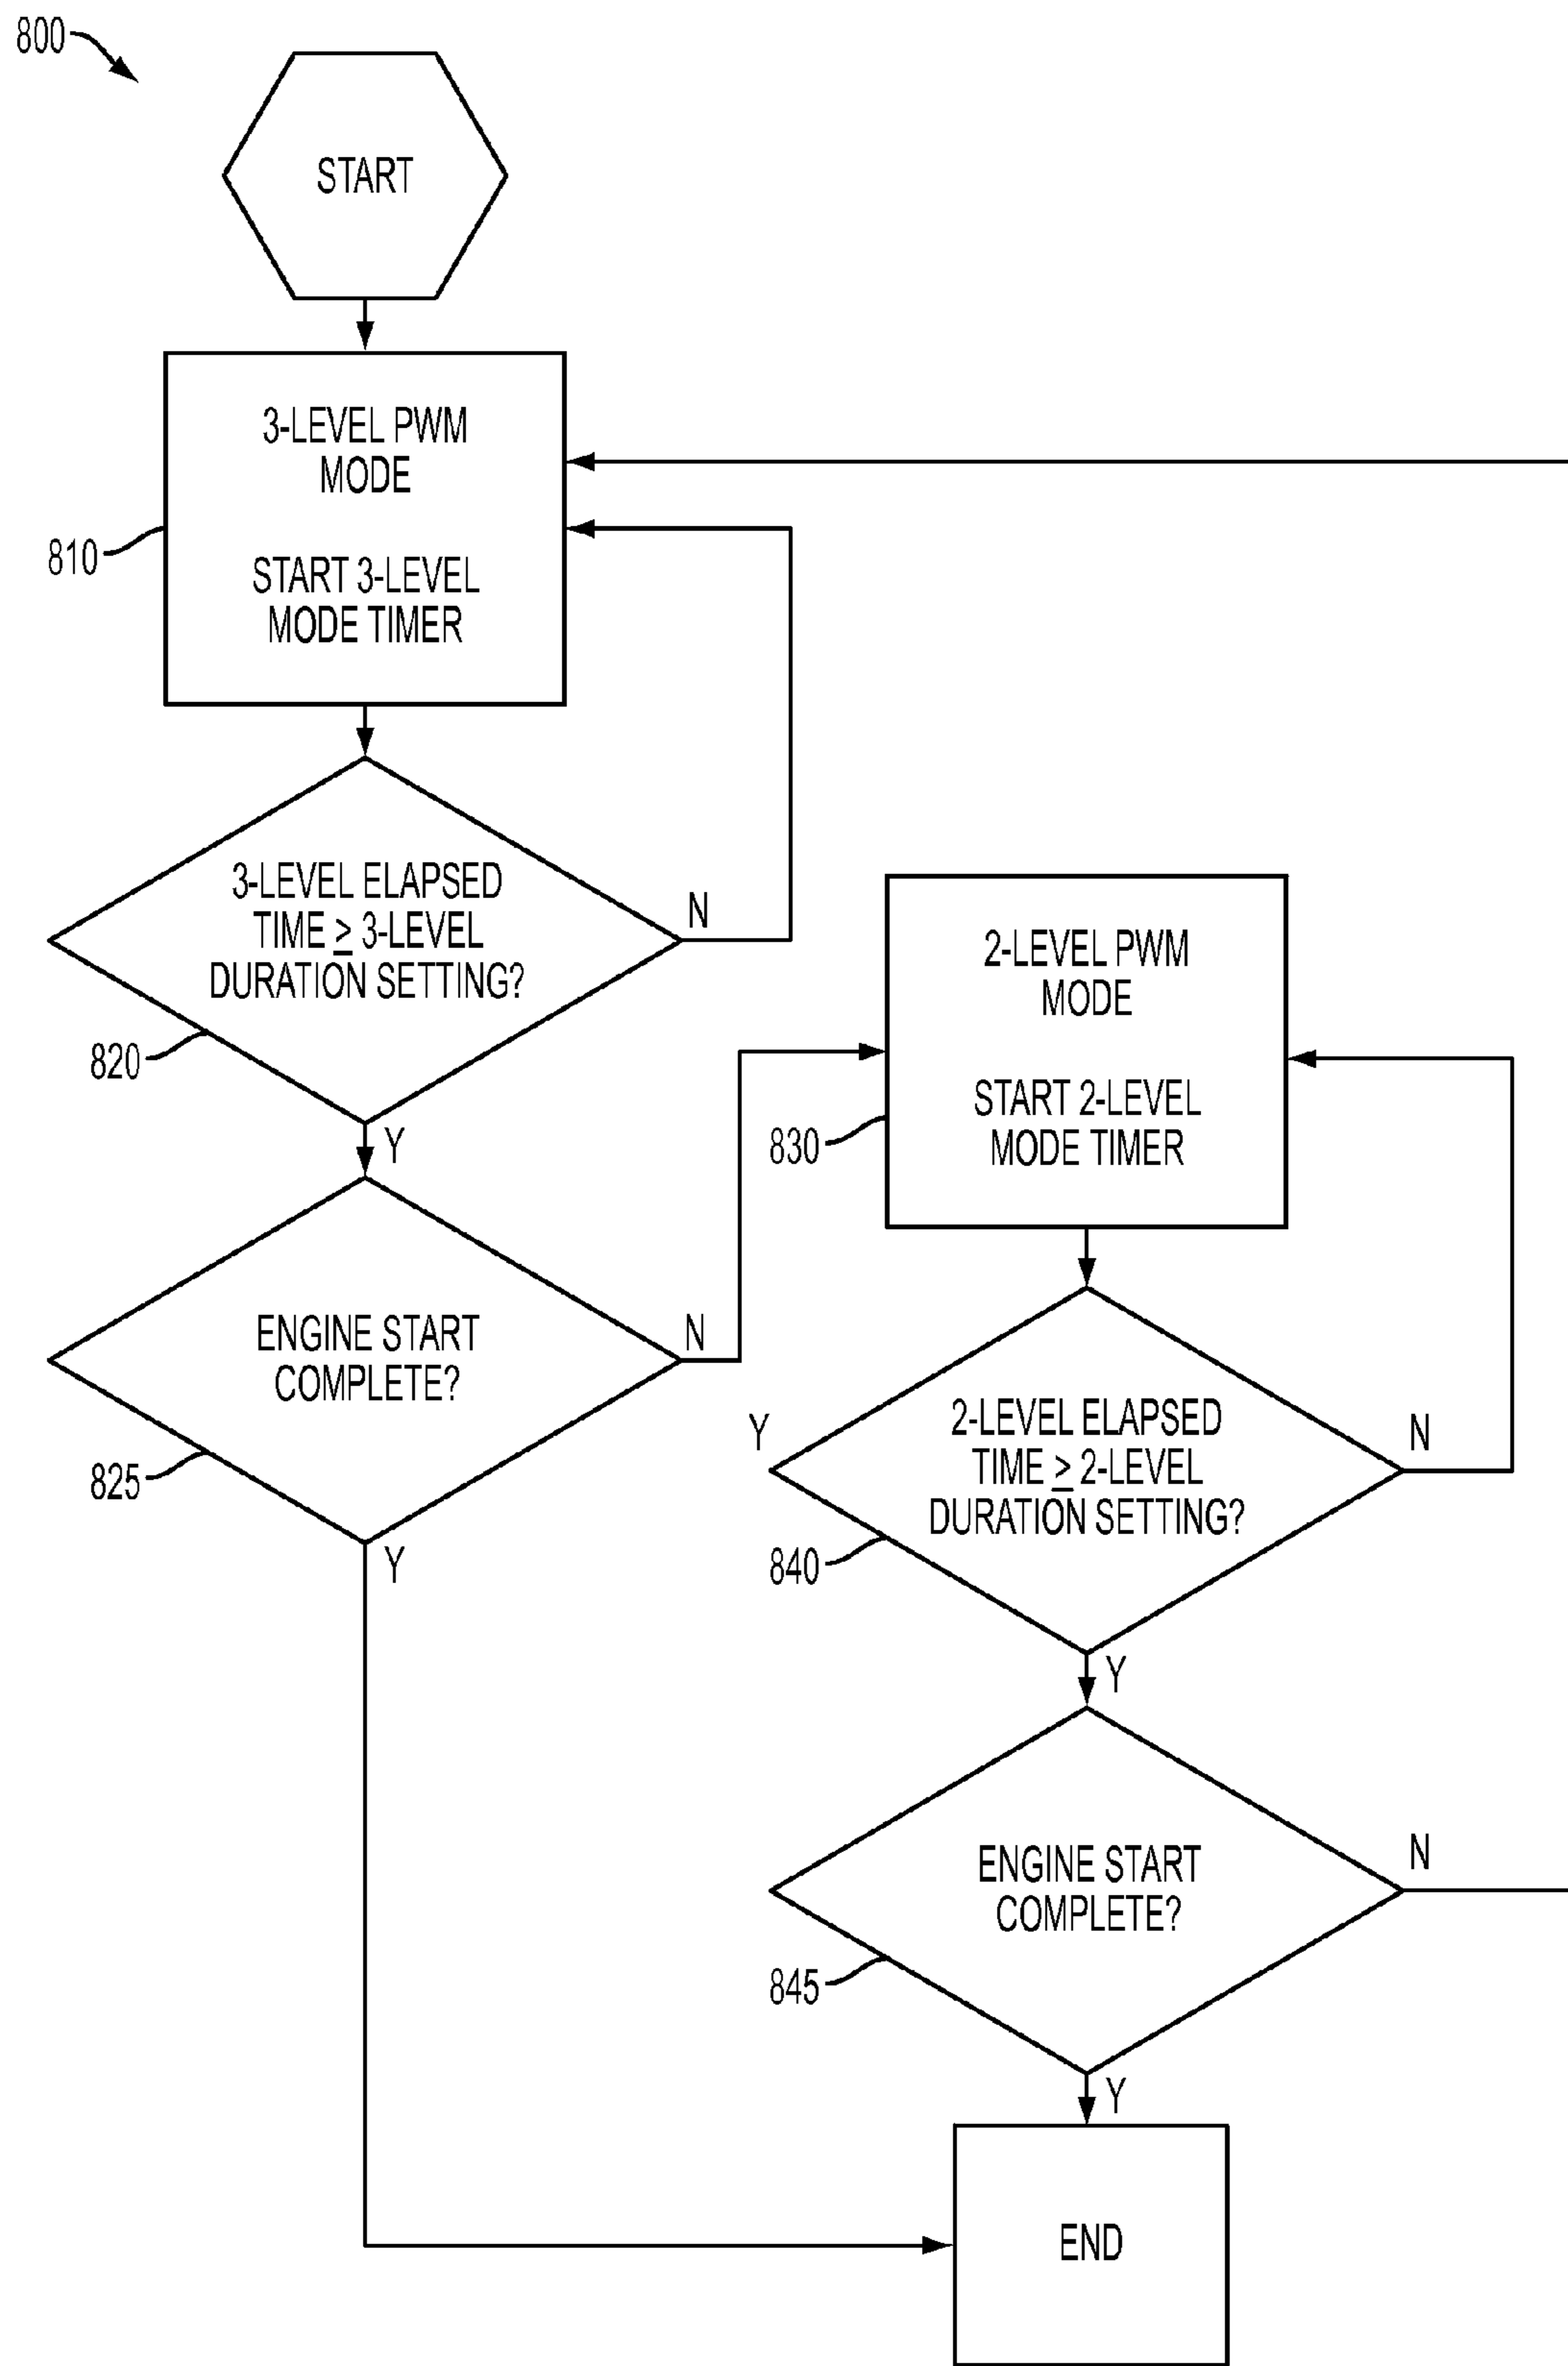 800
START
3-LEVEL PWM
MODE
START 3-LEVEL
MODE TIMER
810
3-LEVEL ELAPSED
TIME ≥ 3-LEVEL
DURATION SETTING?
N
820
Y
ENGINE START
COMPLETE?
N
825
Y
2-LEVEL PWM
MODE
START 2-LEVEL
MODE TIMER
830
2-LEVEL ELAPSED
TIME ≥ 2-LEVEL
DURATION SETTING?
Y
N
840
Y
ENGINE START
COMPLETE?
N
845
Y
END